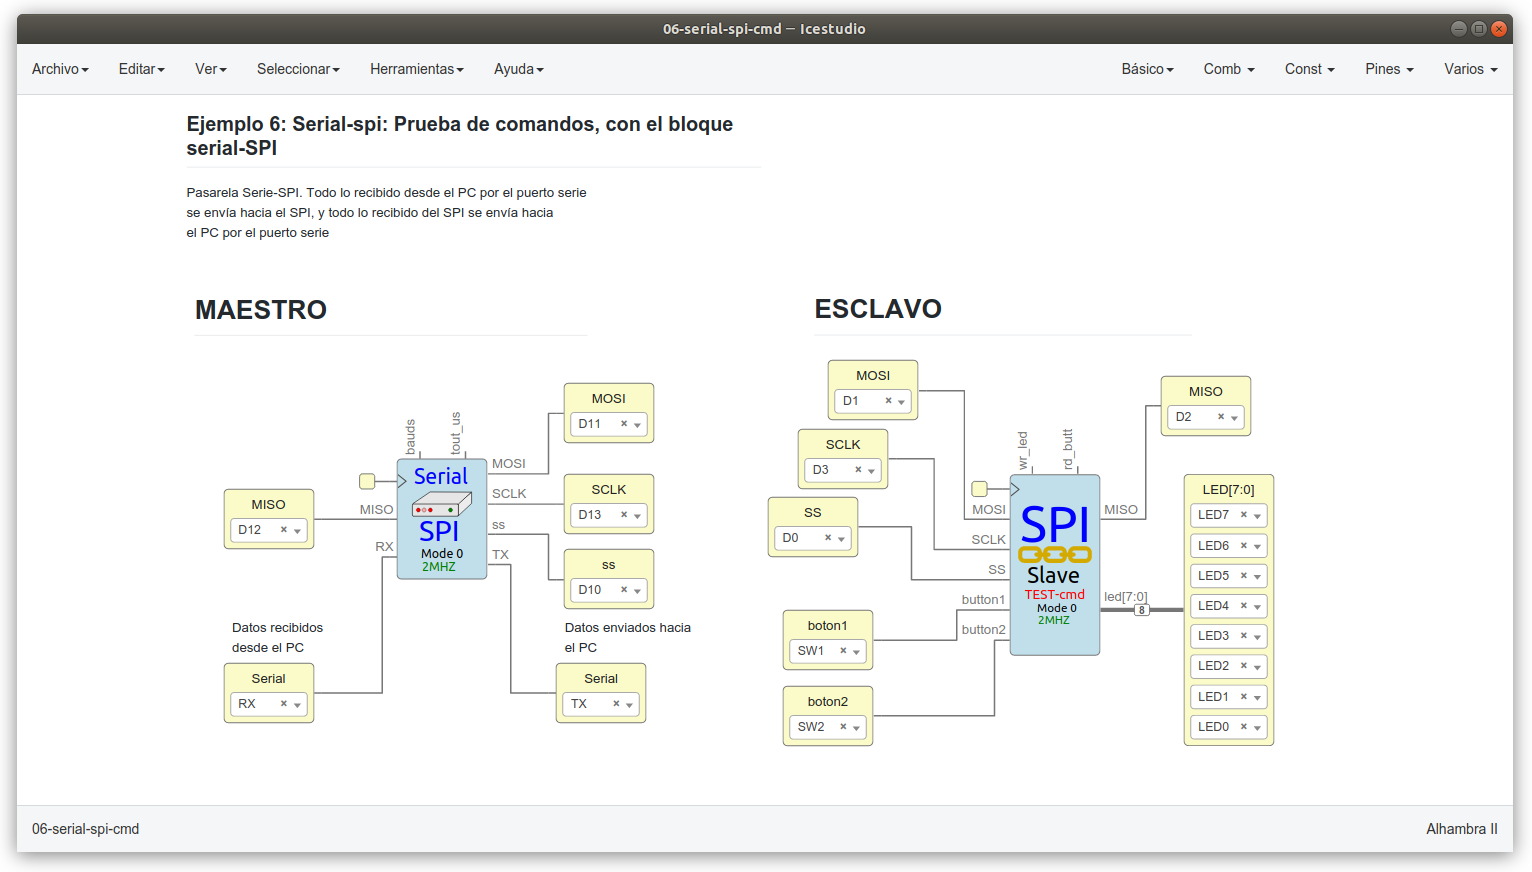 06-serial-spi-cmd — Icestudio
Archivo Editar Ver Seleccionar Herramientas Ayuda Básico Comb Const Pines Varios
Ejemplo 6: Serial-spi: Prueba de comandos, con el bloque
serial-SPI
Pasarela Serie-SPI. Todo lo recibido desde el PC por el puerto serie
se envía hacia el SPI, y todo lo recibido del SPI se envía hacia
el PC por el puerto serie
MAESTRO
MISO
D12
bauds
tout_us
MISO
RX
Serial
SPI
Mode 0
2MHZ
MOSI
SCLK
ss
TX
MOSI
D11
SCLK
D13
ss
D10
Datos recibidos
desde el PC
Serial
RX
Datos enviados hacia
el PC
Serial
TX
ESCLAVO
MOSI
D1
SCLK
D3
SS
D0
boton1
SW1
boton2
SW2
wr_led
rd_butt
MOSI
SCLK
SS
button1
button2
SPI
Slave
TEST-cmd
Mode 0
2MHZ
MISO
led[7:0]
8
MISO
D2
LED[7:0]
LED7
LED6
LED5
LED4
LED3
LED2
LED1
LED0
06-serial-spi-cmd
Alhambra II